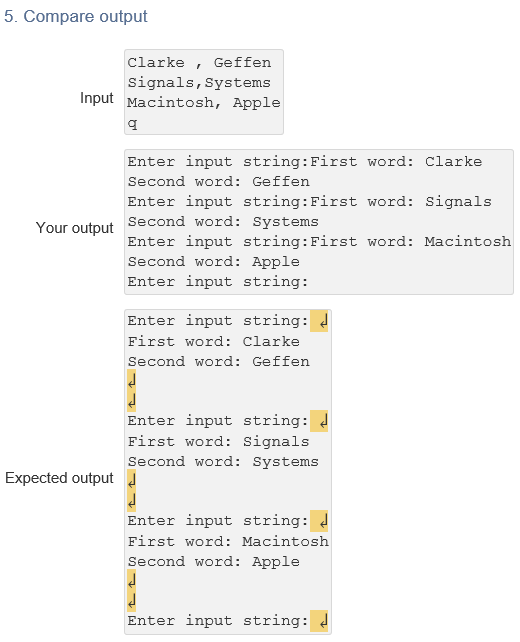 5. Compare output
Input
Clarke , Geffen
Signals,Systems
Macintosh, Apple
q
Your output
Enter input string:First word: Clarke
Second word: Geffen
Enter input string:First word: Signals
Second word: Systems
Enter input string:First word: Macintosh
Second word: Apple
Enter input string:
Expected output
Enter input string: ↲
First word: Clarke
Second word: Geffen
↲
↲
Enter input string: ↲
First word: Signals
Second word: Systems
↲
↲
Enter input string: ↲
First word: Macintosh
Second word: Apple
↲
↲
Enter input string: ↲